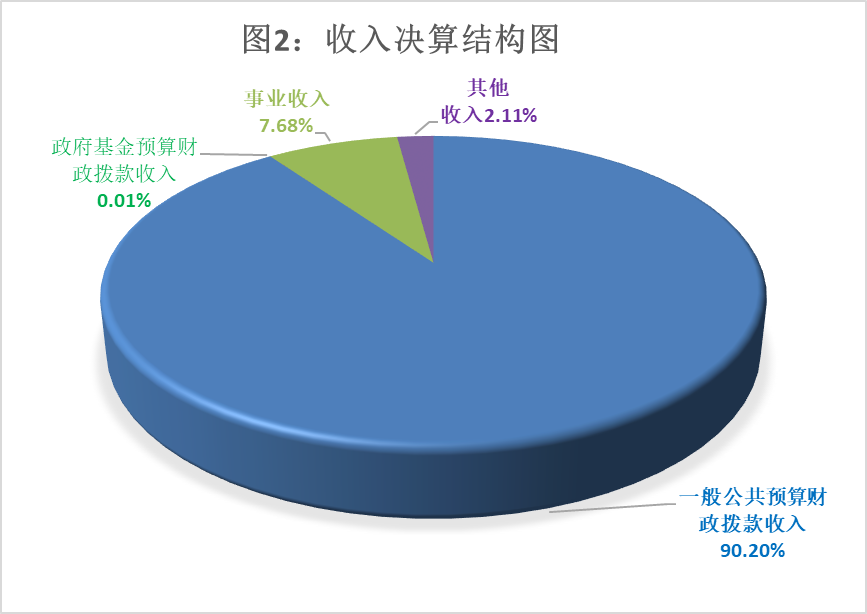 图2：收入决算结构图
其他
收入2.11%
事业收入
7.68%
政府基金预算财
政拨款收入
0.01%
一般公共预算财
政拨款收入
90.20%